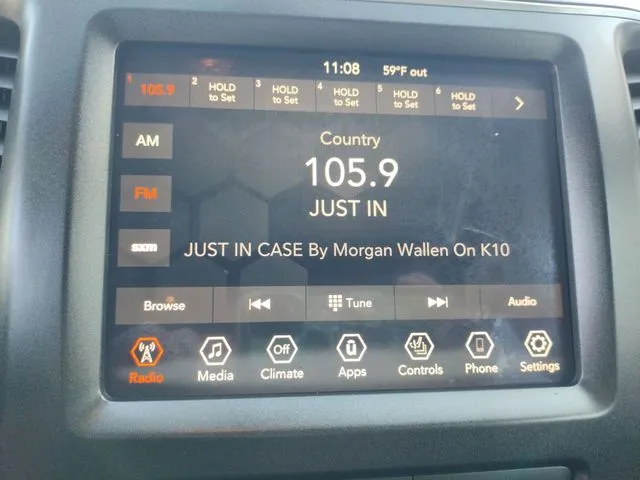 11:08 59°F out
1 105.9 2 HOLD to Set 3 HOLD to Set 4 HOLD to Set 5 HOLD to Set 6 HOLD to Set
AM
Country
105.9
FM
JUST IN
sxm
JUST IN CASE By Morgan Wallen On K10
Browse Tune Audio
Off
Radio Media Climate Apps Controls Phone Settings